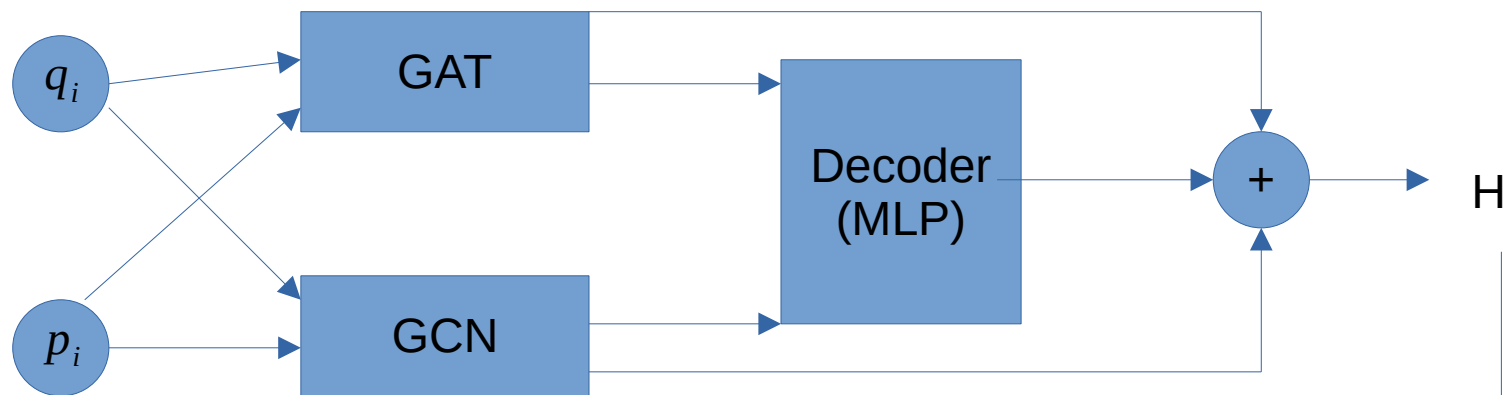 q_i
GAT
Decoder
(MLP)
+
H
p_i
GCN